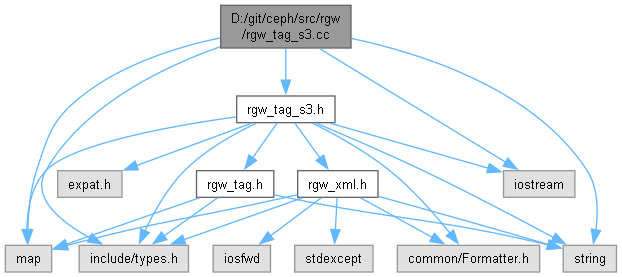 D:/git/ceph/src/rgw
/rgw_tag_s3.cc
rgw_tag_s3.h
expat.h
rgw_tag.h
rgw_xml.h
iostream
map
include/types.h
iosfwd
stdexcept
common/Formatter.h
string